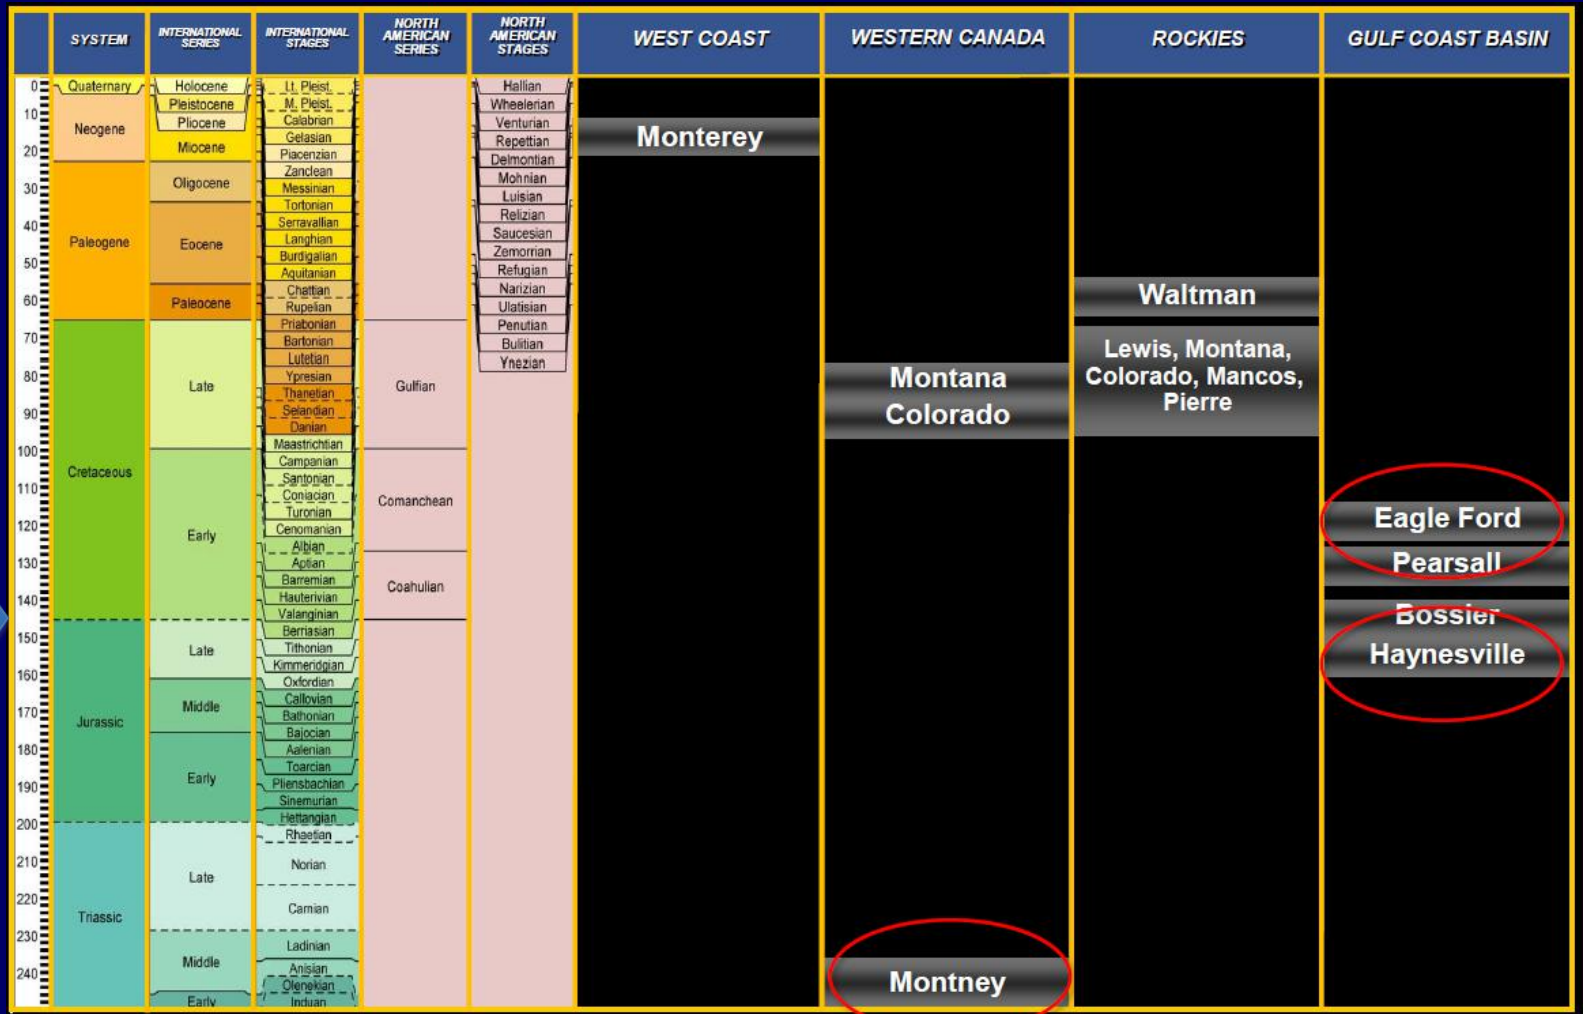 SYSTEM
INTERNATIONAL
SERIES
INTERNATIONAL
STAGES
NORTH
AMERICAN
SERIES
NORTH
AMERICAN
STAGES
WEST COAST
WESTERN CANADA
ROCKIES
GULF COAST BASIN
0
10
20
30
40
50
60
70
80
90
100
110
120
130
140
150
160
170
180
190
200
210
220
230
240
Quaternary
Neogene
Paleogene
Cretaceous
Jurassic
Triassic
Holocene
Pleistocene
Pliocene
Miocene
Oligocene
Eocene
Paleocene
Late
Early
Late
Middle
Early
Late
Middle
Early
Lt. Pleist.
M. Pleist.
Calabrian
Gelasian
Piacenzian
Zanclean
Messinian
Tortonian
Serravallian
Langhian
Burdigalian
Aquitanian
Chattian
Rupelian
Priabonian
Bartonian
Lutetian
Ypresian
Thanetian
Selandian
Danian
Maastrichtian
Campanian
Santonian
Coniacian
Turonian
Cenomanian
Albian
Aptian
Barremian
Hauterivian
Valanginian
Berriasian
Tithonian
Kimmeridgian
Oxfordian
Callovian
Bathonian
Bajocian
Aalenian
Toarcian
Pliensbachian
Sinemurian
Hettangian
Rhaetian
Norian
Carnian
Ladinian
Anisian
Olenekian
Induan
Gulfian
Comanchean
Coahulian
Hallian
Wheelerian
Venturian
Repettian
Delmontian
Mohnian
Luisian
Relizian
Saucesian
Zemorrian
Refugian
Narizian
Ulatisian
Penutian
Bulitian
Ynezian
Monterey
Montana
Colorado
Montney
Waltman
Lewis, Montana,
Colorado, Mancos,
Pierre
Eagle Ford
Pearsall
Bossier
Haynesville